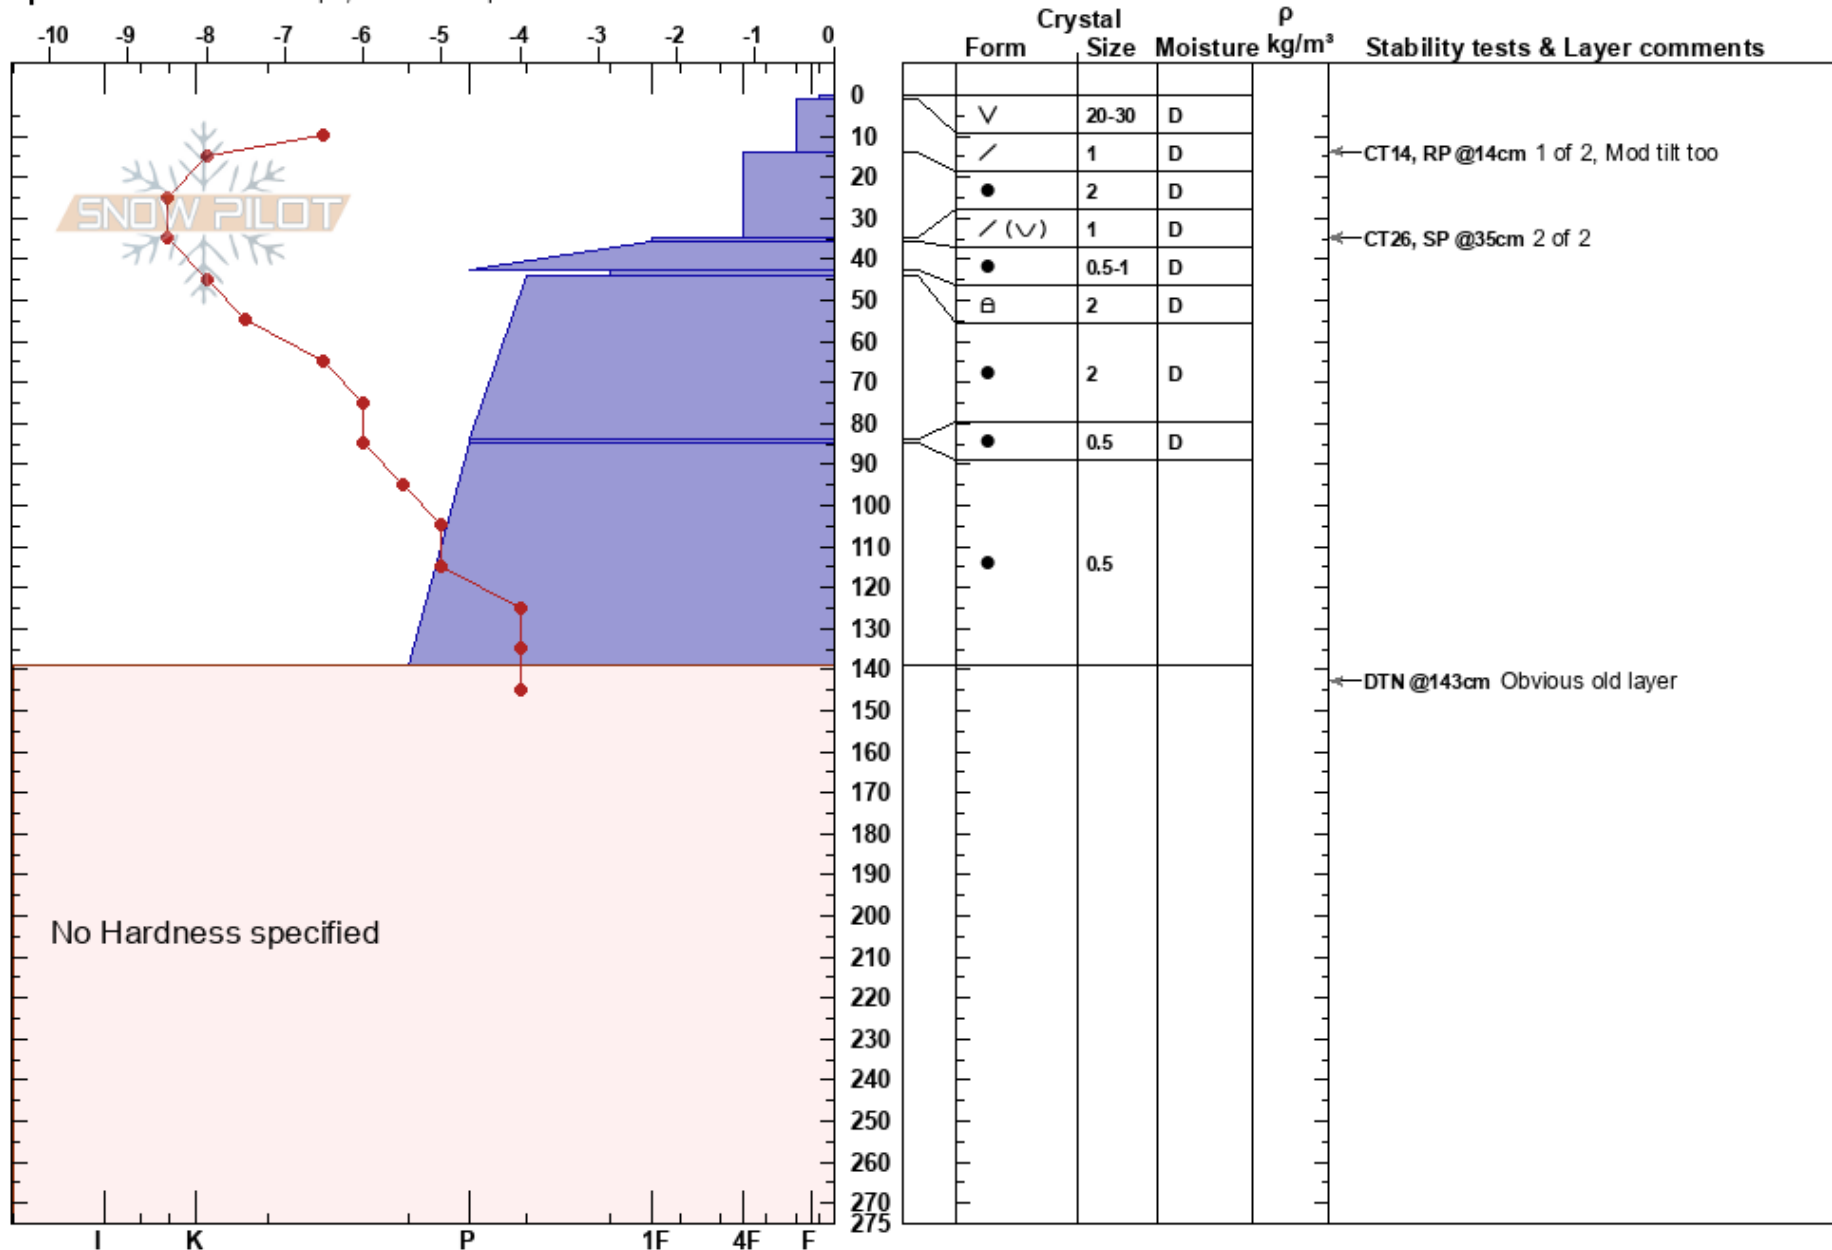 Crystal
ρ
Form Size Moisture kg/m³ Stability tests & Layer comments
-10 -9 -8 -7 -6 -5 -4 -3 -2 -1 0
SNOW PILOT
0
10
20
30
40
50
60
70
80
90
100
110
120
130
140
150
160
170
180
190
200
210
220
230
240
250
260
270
275
20-30 D
1 D
2 D
1 D
0.5-1 D
2 D
2 D
0.5 D
0.5
CT14, RP @14cm 1 of 2, Mod tilt too
CT26, SP @35cm 2 of 2
DTN @143cm Obvious old layer
No Hardness specified
I K P 1F 4F F